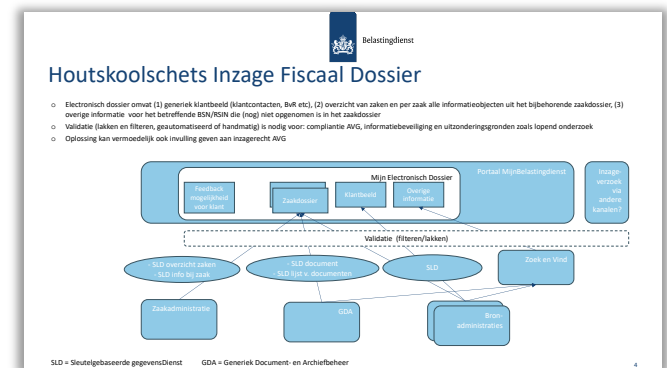 Belastingdienst
Houtskoolschets Inzage Fiscaal Dossier
o Electronisch dossier omvat (1) generiek klantbeeld (klantcontacten, BvR etc), (2) overzicht van zaken en per zaak alle informatieobjecten uit het bijbehorende zaakdossier, (3)
overige informatie voor het betreffende BSN/RSIN die (nog) niet opgenomen is in het zaakdossier
o Validatie (lakken en filteren, geautomatiseerd of handmatig) is nodig voor: compliantie AVG, informatiebeveiliging en uitzonderingsgronden zoals lopend onderzoek
o Oplossing kan vermoedelijk ook invulling geven aan inzagerecht AVG
Portaal MijnBelastingdienst
Mijn Electronisch Dossier
Feedback
mogelijkheid
voor klant
Zaakdossier
Klantbeeld
Overige
informatie
Inzage-
verzoek
via
andere
kanalen?
Validatie (filteren/lakken)
- SLD overzicht zaken
- SLD info bij zaak
- SLD document
- SLD lijst v. documenten
SLD
Zoek en Vind
Zaakadministratie
GDA
Bron-
administraties
SLD = Sleutelgebaseerde gegevensDienst
GDA = Generiek Document- en Archiefbeheer
4